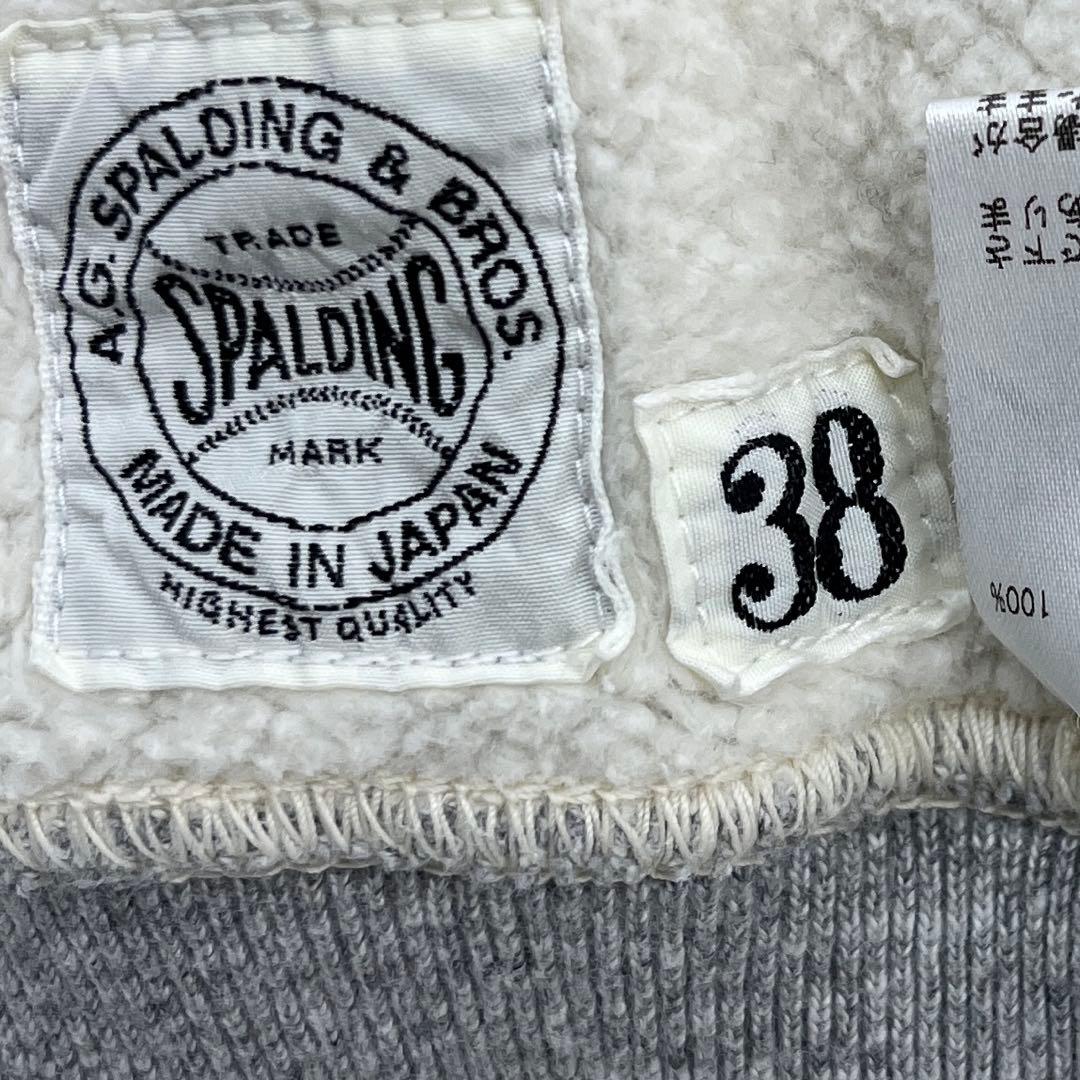 A.G. SPALDING & BROS.
TRADE
SPALDING
MARK
MADE IN JAPAN
HIGHEST QUALITY
38
100%